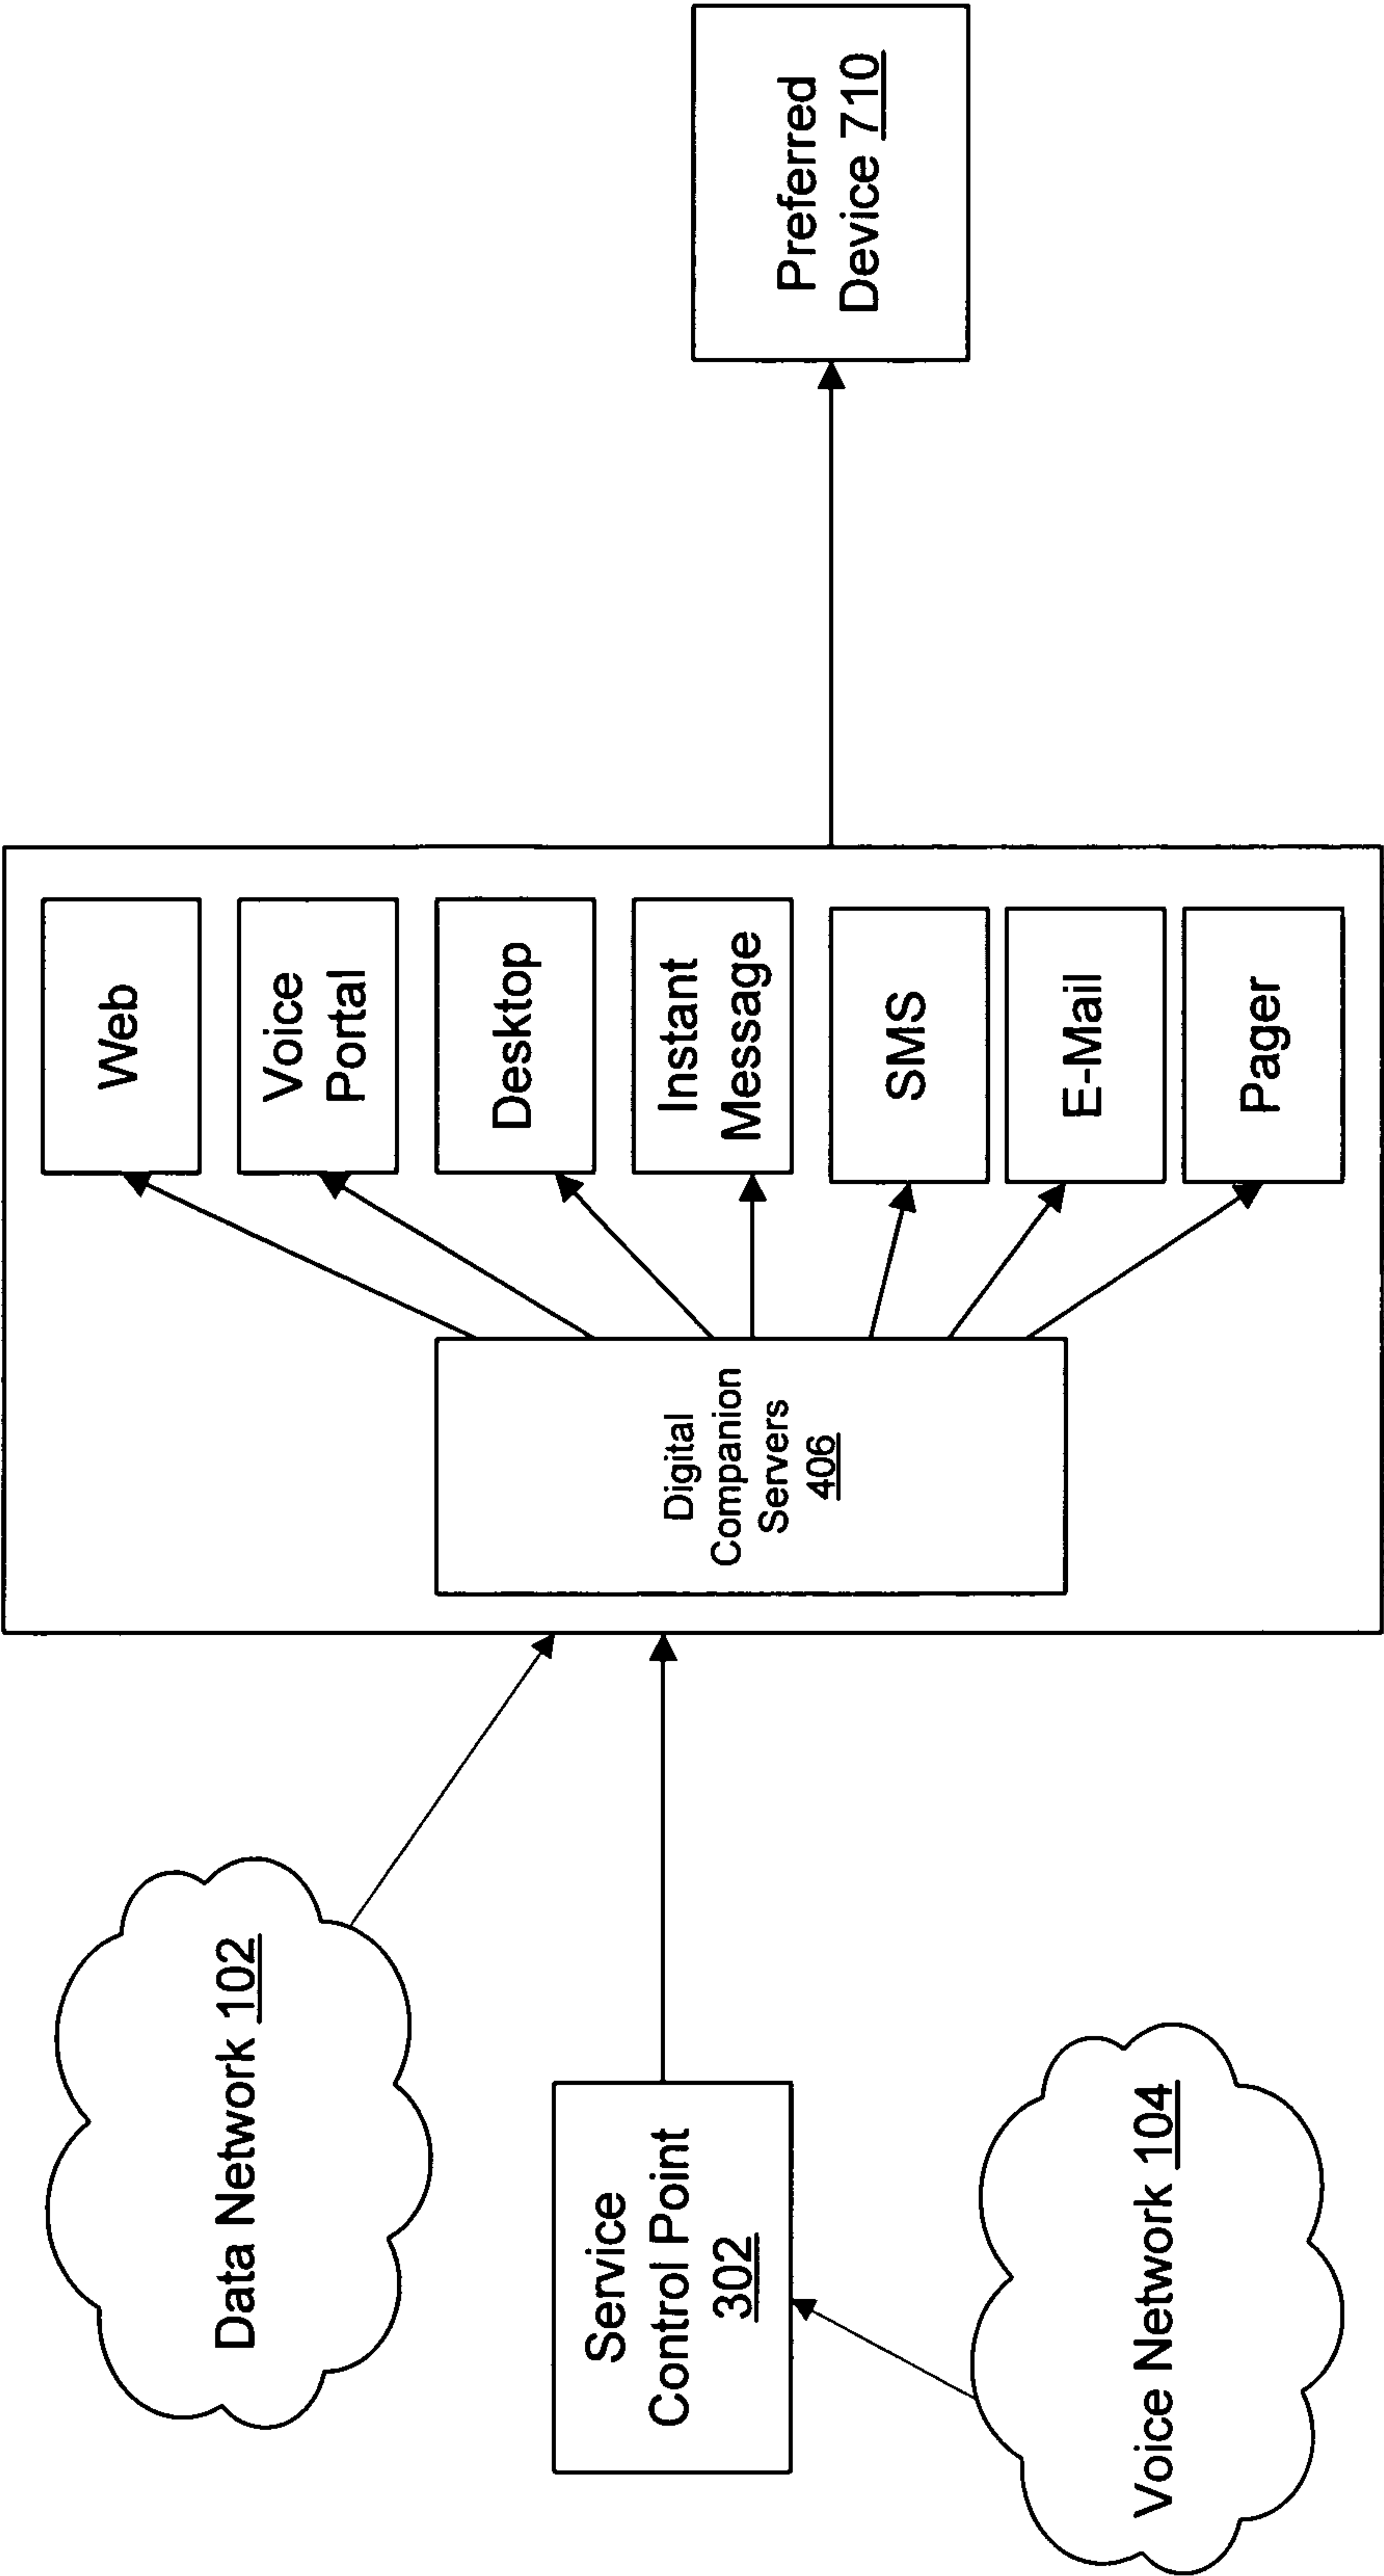 Data Network 102
Service
Control Point
302
Voice Network 104
Digital
Companion
Servers
406
Web
Voice
Portal
Desktop
Instant
Message
SMS
E-Mail
Pager
Preferred
Device 710